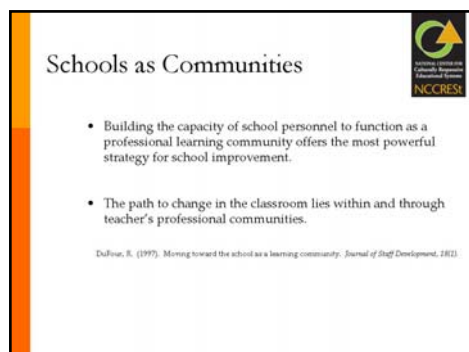 NATIONAL CENTER FOR
Culturally Responsive
Educational Systems
NCCRESt
Schools as Communities
• Building the capacity of school personnel to function as a
professional learning community offers the most powerful
strategy for school improvement.
• The path to change in the classroom lies within and through
teacher's professional communities.
DuFour, R. (1997). Moving toward the school as a learning community. Journal of Staff Development, 18(2).